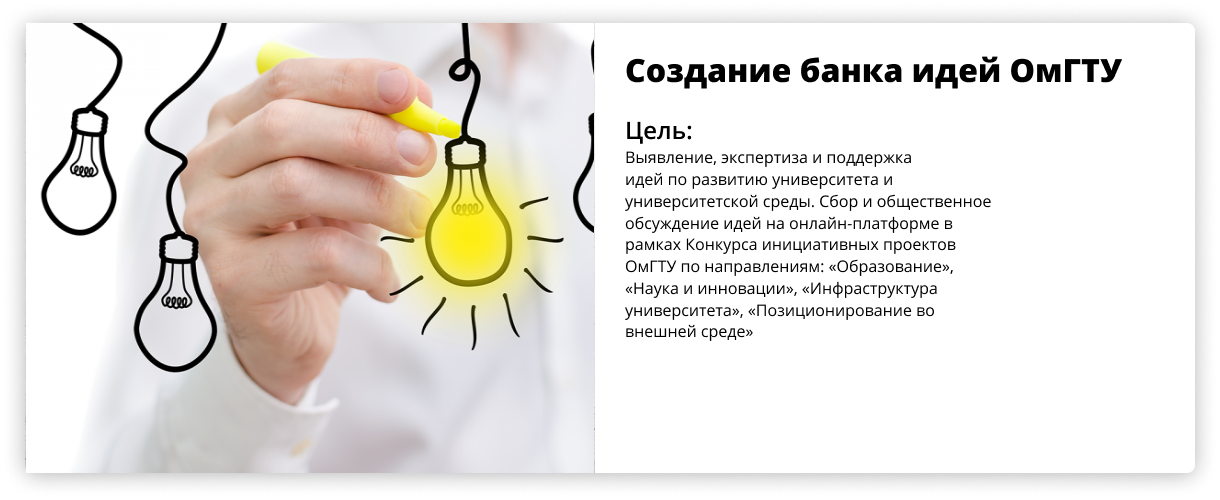 Создание банка идей ОмГТУ
Цель:
Выявление, экспертиза и поддержка
идей по развитию университета и
университетской среды. Сбор и общественное
обсуждение идей на онлайн-платформе в
рамках Конкурса инициативных проектов
ОмГТУ по направлениям: «Образование»,
«Наука и инновации», «Инфраструктура
университета», «Позиционирование во
внешней среде»